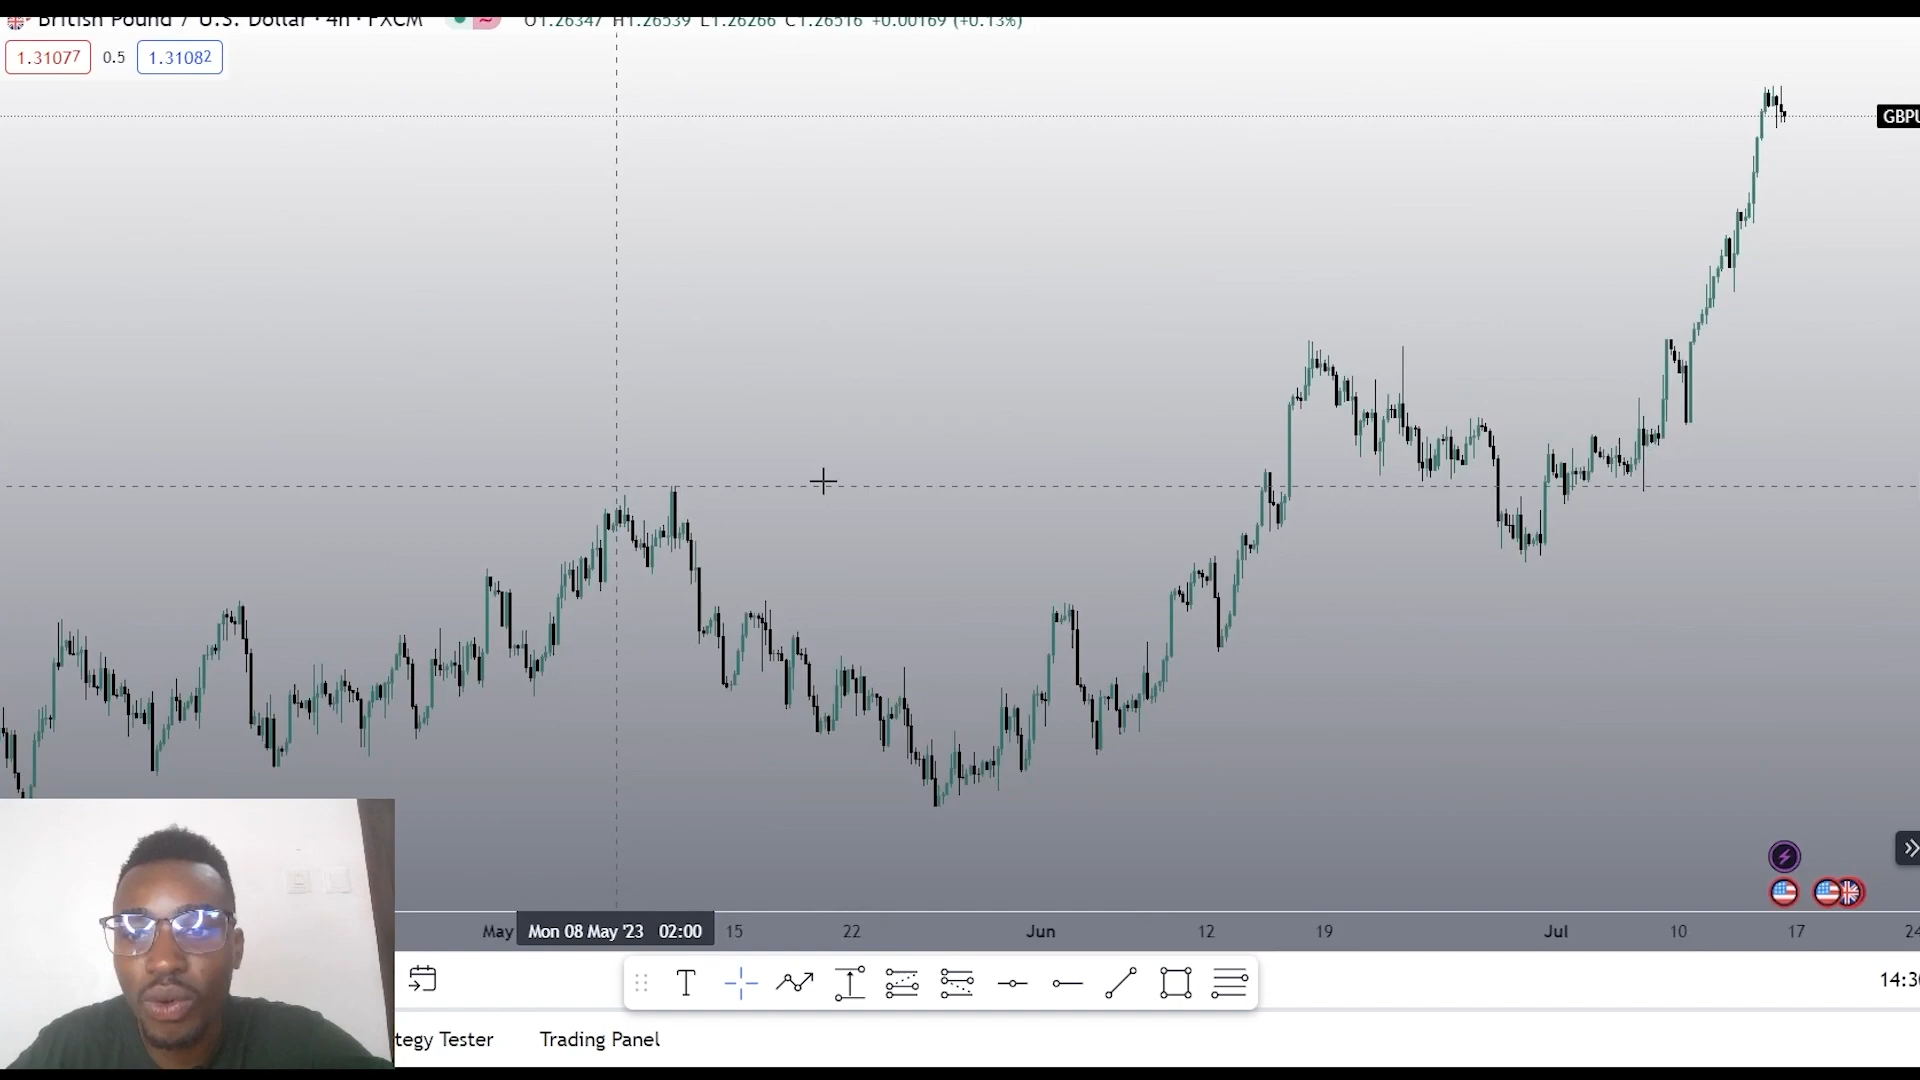 British Pound / U.S. Dollar · 4h · FXCM O1.26347 H1.26539 L1.26266 C1.26516 +0.00169 (+0.13%)
1.31077 0.5 1.31082
GBPU
May Mon 08 May '23 02:00 15 22 Jun 12 19 Jul 10 17 24
T
14:30
tegy Tester Trading Panel